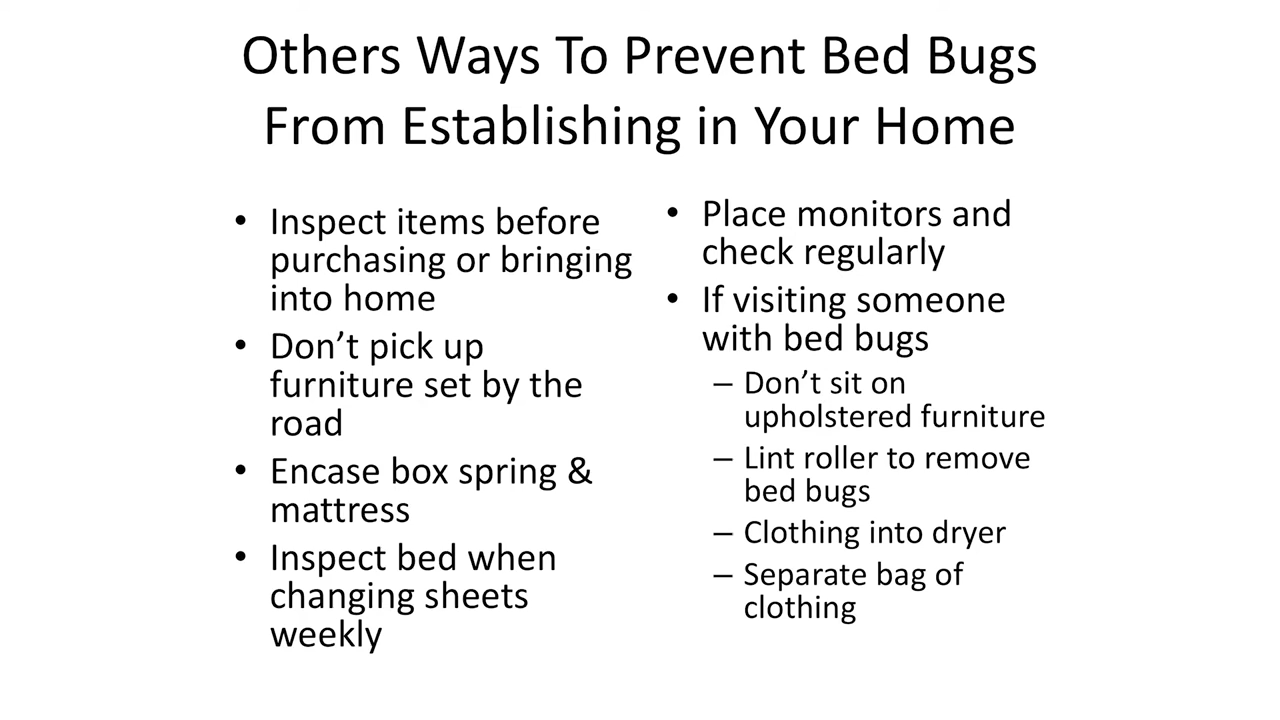 Others Ways To Prevent Bed Bugs
From Establishing in Your Home
• Inspect items before
purchasing or bringing
into home
• Don’t pick up
furniture set by the
road
• Encase box spring &
mattress
• Inspect bed when
changing sheets
weekly
• Place monitors and
check regularly
• If visiting someone
with bed bugs
– Don’t sit on
upholstered furniture
– Lint roller to remove
bed bugs
– Clothing into dryer
– Separate bag of
clothing